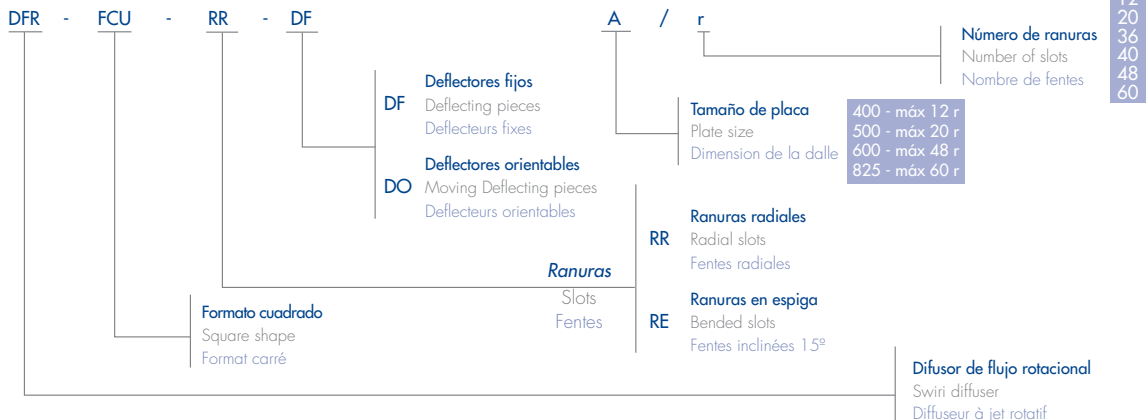 DFR - FCU - RR - DF A / r
12
20
36
40
48
60
Número de ranuras
Number of slots
Nombre de fentes
DF
Deflectores fijos
Deflecting pieces
Deflecteurs fixes
DO
Deflectores orientables
Moving Deflecting pieces
Deflecteurs orientables
Tamaño de placa
Plate size
Dimension de la dalle
400 - máx 12 r
500 - máx 20 r
600 - máx 48 r
825 - máx 60 r
Ranuras
Slots
Fentes
RR
Ranuras radiales
Radial slots
Fentes radiales
RE
Ranuras en espiga
Bended slots
Fentes inclinées 15º
Formato cuadrado
Square shape
Format carré
Difusor de flujo rotacional
Swiri diffuser
Diffuseur à jet rotatif